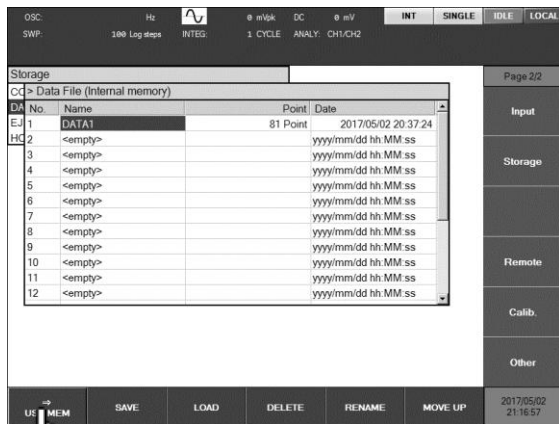 OSC: Hz 0 mVpk DC 0 mV INT SINGLE IDLE LOCAL
SWP: 100 Log steps INTEG: 1 CYCLE ANALY: CH1/CH2
Storage
Page 2/2
> Data File (Internal memory)
No. Name Point Date
1 DATA1 81 Point 2017/05/02 20:37:24
2 <empty> yyyy/mm/dd hh:MM:ss
3 <empty> yyyy/mm/dd hh:MM:ss
4 <empty> yyyy/mm/dd hh:MM:ss
5 <empty> yyyy/mm/dd hh:MM:ss
6 <empty> yyyy/mm/dd hh:MM:ss
7 <empty> yyyy/mm/dd hh:MM:ss
8 <empty> yyyy/mm/dd hh:MM:ss
9 <empty> yyyy/mm/dd hh:MM:ss
10 <empty> yyyy/mm/dd hh:MM:ss
11 <empty> yyyy/mm/dd hh:MM:ss
12 <empty> yyyy/mm/dd hh:MM:ss
Input
Storage
Remote
Calib.
Other
⇒
MEM
SAVE
LOAD
DELETE
RENAME
MOVE UP
2017/05/02
21:16:57